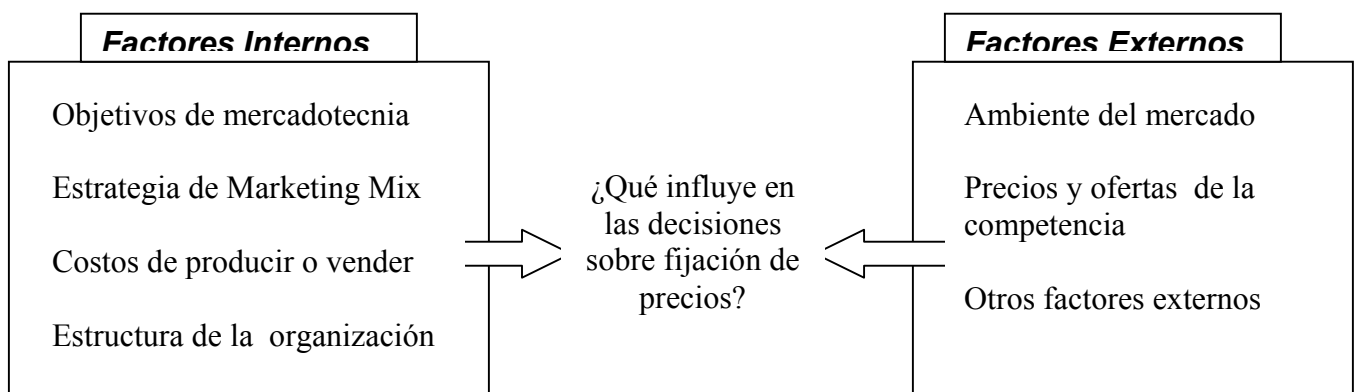 Factores Internos
Objetivos de mercadotecnia
Estrategia de Marketing Mix
Costos de producir o vender
Estructura de la organización
¿Qué influye en
las decisiones
sobre fijación de
precios?
Factores Externos
Ambiente del mercado
Precios y ofertas de la
competencia
Otros factores externos